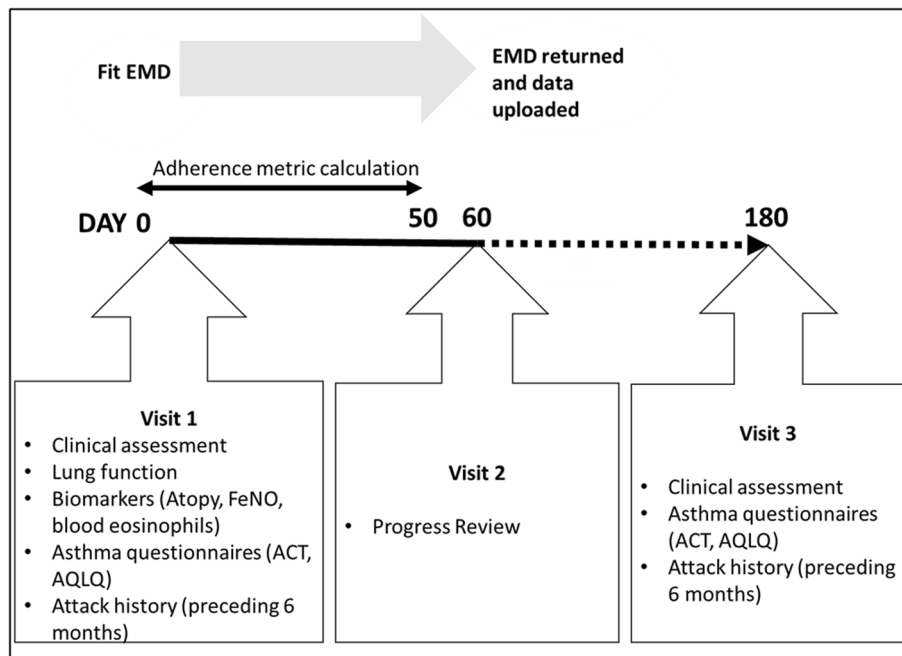 Fit EMD
EMD returned
and data
uploaded
Adherence metric calculation
DAY 0
50
60
180
Visit 1
• Clinical assessment
• Lung function
• Biomarkers (Atopy, FeNO,
blood eosinophils)
• Asthma questionnaires (ACT,
AQLQ)
• Attack history (preceding 6
months)
Visit 2
• Progress Review
Visit 3
• Clinical assessment
• Asthma questionnaires
(ACT, AQLQ)
• Attack history (preceding
6 months)